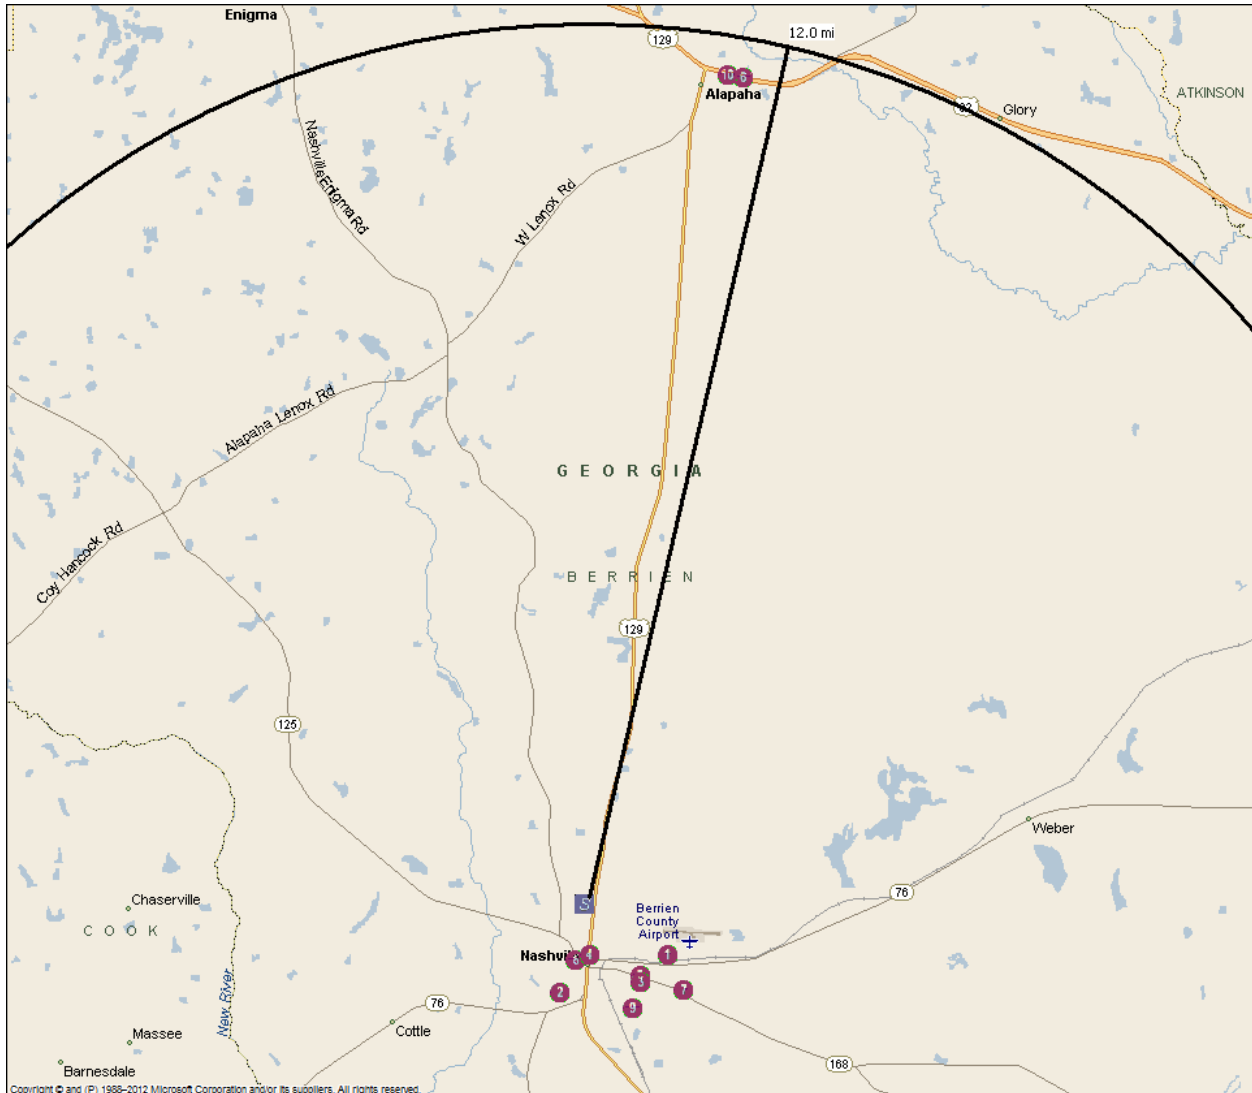 Enigma
129
12.0 mi
10
6
Alapaha
ATKINSON
Glory
Nashville Enigma Rd
W Lenox Rd
Alapaha Lenox Rd
GEORGIA
Coy Hancock Rd
BERRIEN
129
125
Weber
76
Chaserville
COOK
S
Berrien
County
Airport
Nashvill
4
1
3
2
7
9
New River
76
Cottle
Massee
Barnesdale
168
Copyright © and (P) 1988–2012 Microsoft Corporation and/or its suppliers. All rights reserved.